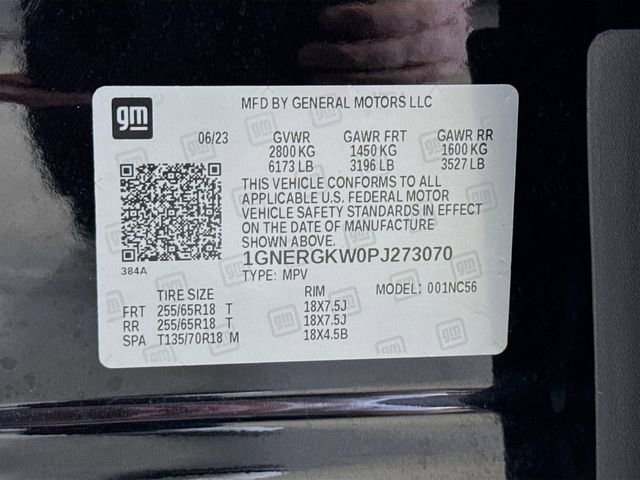 gm
MFD BY GENERAL MOTORS LLC
06/23 GVWR GAWR FRT GAWR RR
2800 KG 1450 KG 1600 KG
6173 LB 3196 LB 3527 LB
THIS VEHICLE CONFORMS TO ALL
APPLICABLE U.S. FEDERAL MOTOR
VEHICLE SAFETY STANDARDS IN EFFECT
ON THE DATE OF MANUFACTURE
SHOWN ABOVE.
384A
1GNERGKW0PJ273070
TYPE: MPV MODEL: 001NC56
TIRE SIZE RIM
FRT 255/65R18 T 18X7.5J
RR 255/65R18 T 18X7.5J
SPA T135/70R18 M 18X4.5B